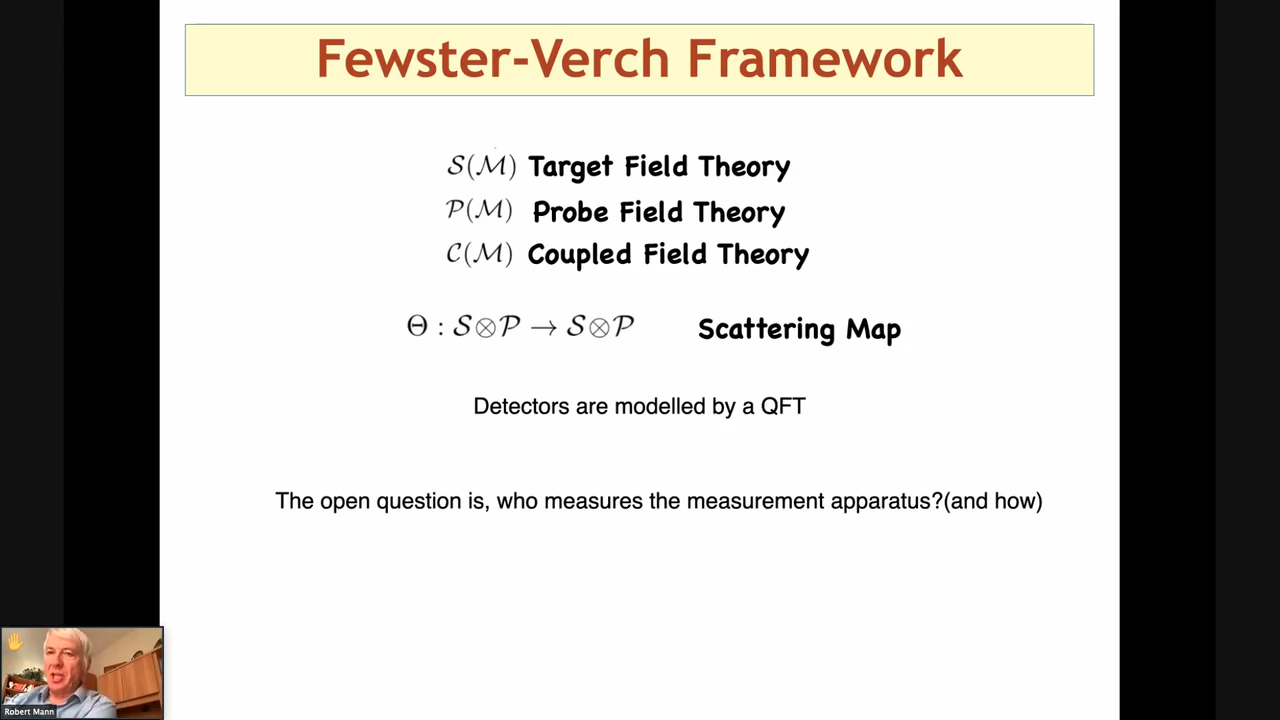 Fewster-Verch Framework
𝒮(ℳ) Target Field Theory
𝒫(ℳ) Probe Field Theory
𝒞(ℳ) Coupled Field Theory
Θ : 𝒮⊗𝒫 → 𝒮⊗𝒫 Scattering Map
Detectors are modelled by a QFT
The open question is, who measures the measurement apparatus?(and how)
Robert Mann